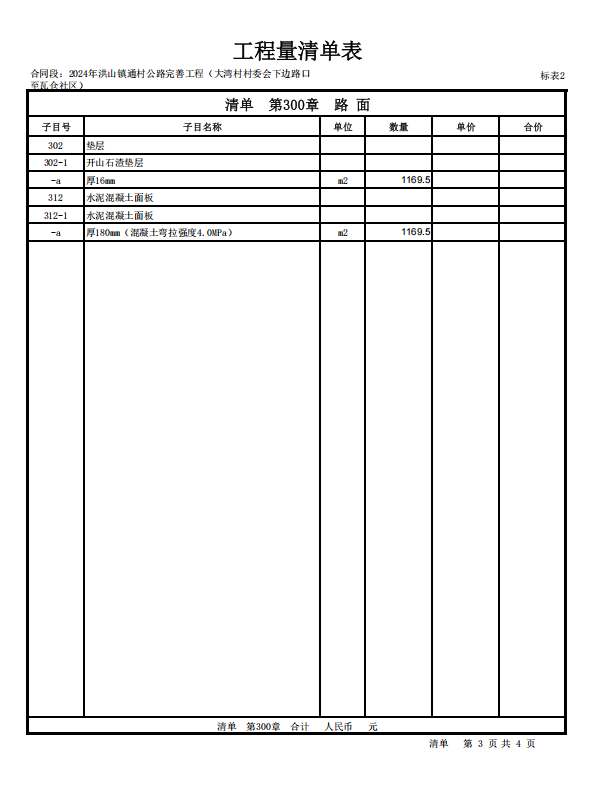 工程量清单表
合同段：2024年洪山镇通村公路完善工程（大湾村村委会下边路口
至瓦仓社区）
标表2
清单 第300章 路 面
子目号 子目名称 单位 数量 单价 合价
302 垫层
302-1 开山石渣垫层
-a 厚16mm m2 1169.5
312 水泥混凝土面板
312-1 水泥混凝土面板
-a 厚180mm（混凝土弯拉强度4.0MPa） m2 1169.5
清单 第300章 合计 人民币 元
清单 第 3 页 共 4 页